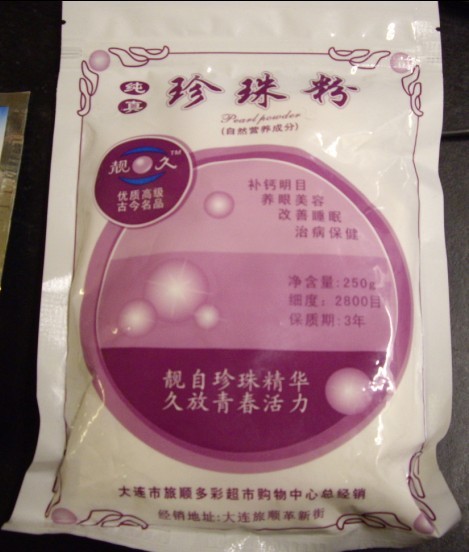 纯真 珍珠粉
Pearl powder
(自然营养成分)
靓久™
优质高级
古今名品
补钙明目
养眼美容
改善睡眠
治病保健
净含量:250g
细度:2800目
保质期:3年
靓自珍珠精华
久放青春活力
大连市旅顺多彩超市购物中心总经销
经销地址:大连旅顺革新街